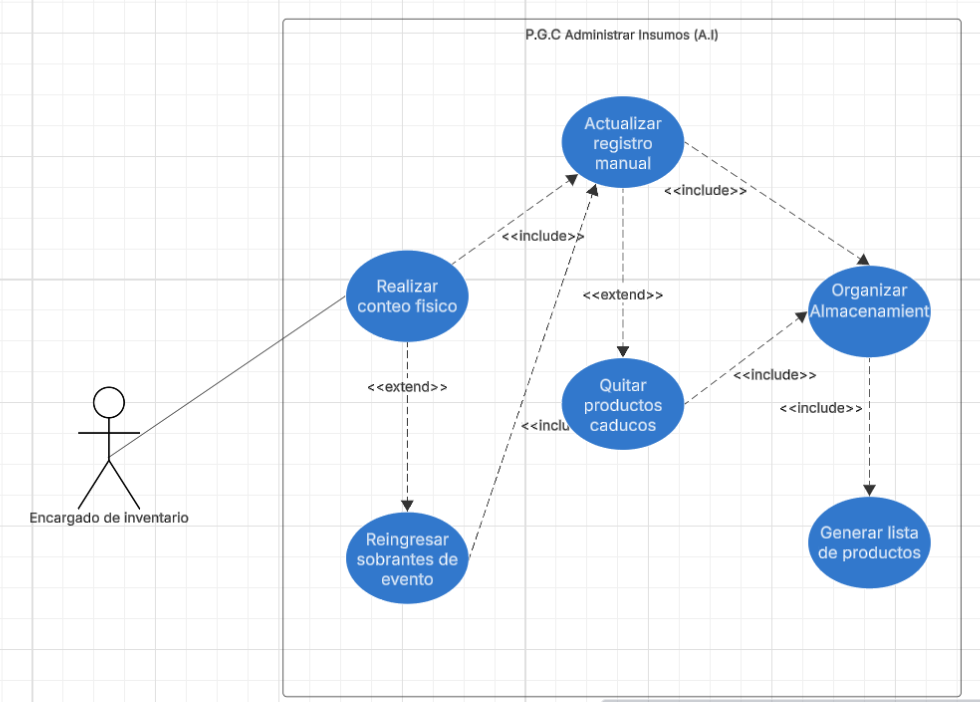 P.G.C Administrar Insumos (A.I)
Actualizar
registro
manual
<<include>>
<<include>>
Realizar
conteo fisico
Organizar
Almacenamient
<<extend>>
<<include>>
<<extend>>
Quitar
productos
caducos
<<include>>
<<inclu
Encargado de inventario
Reingresar
sobrantes de
evento
Generar lista
de productos